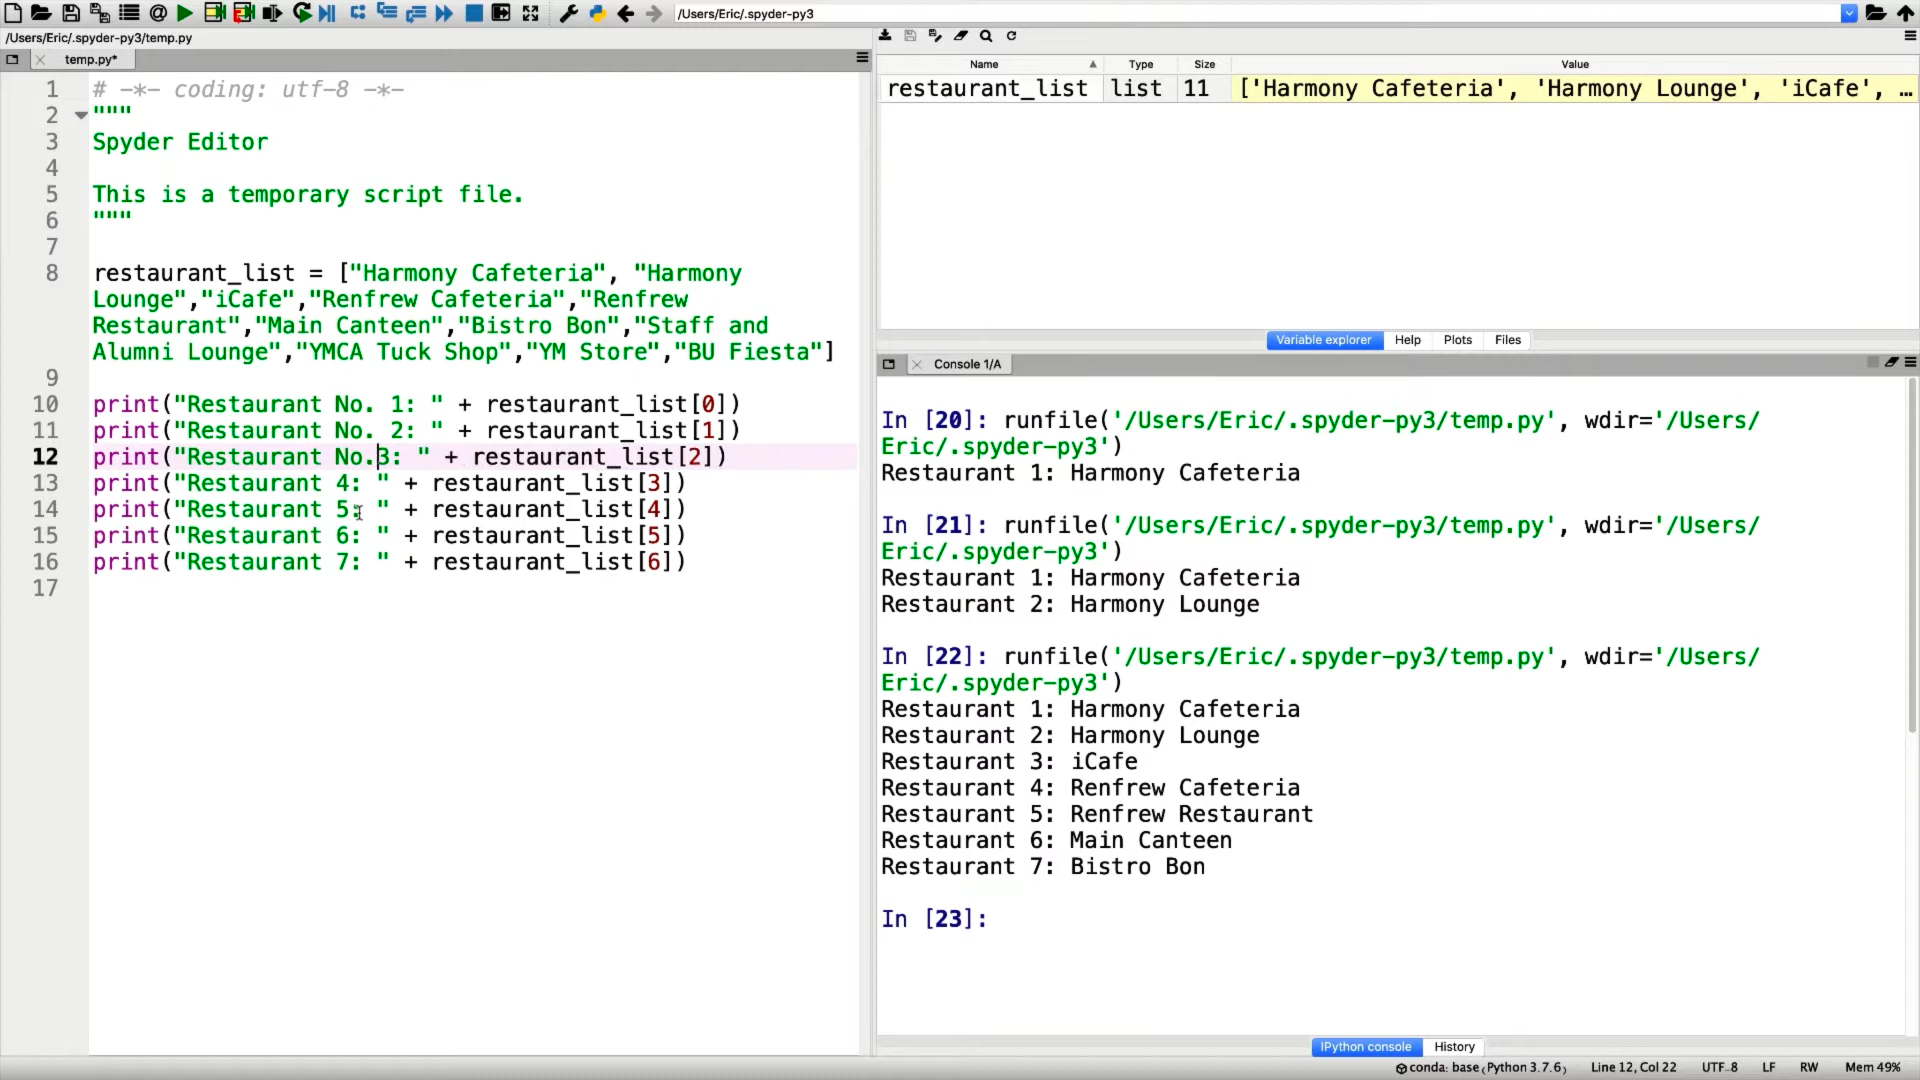 /Users/Eric/.spyder-py3
/Users/Eric/.spyder-py3/temp.py
temp.py*
1 # -*- coding: utf-8 -*-
2 """
3 Spyder Editor
4
5 This is a temporary script file.
6 """
7
8 restaurant_list = ["Harmony Cafeteria", "Harmony
Lounge","iCafe","Renfrew Cafeteria","Renfrew
Restaurant","Main Canteen","Bistro Bon","Staff and
Alumni Lounge","YMCA Tuck Shop","YM Store","BU Fiesta"]
9
10 print("Restaurant No. 1: " + restaurant_list[0])
11 print("Restaurant No. 2: " + restaurant_list[1])
12 print("Restaurant No.3: " + restaurant_list[2])
13 print("Restaurant 4: " + restaurant_list[3])
14 print("Restaurant 5: " + restaurant_list[4])
15 print("Restaurant 6: " + restaurant_list[5])
16 print("Restaurant 7: " + restaurant_list[6])
17
Name Type Size Value
restaurant_list list 11 ['Harmony Cafeteria', 'Harmony Lounge', 'iCafe', …
Variable explorer Help Plots Files
Console 1/A
In [20]: runfile('/Users/Eric/.spyder-py3/temp.py', wdir='/Users/
Eric/.spyder-py3')
Restaurant 1: Harmony Cafeteria
In [21]: runfile('/Users/Eric/.spyder-py3/temp.py', wdir='/Users/
Eric/.spyder-py3')
Restaurant 1: Harmony Cafeteria
Restaurant 2: Harmony Lounge
In [22]: runfile('/Users/Eric/.spyder-py3/temp.py', wdir='/Users/
Eric/.spyder-py3')
Restaurant 1: Harmony Cafeteria
Restaurant 2: Harmony Lounge
Restaurant 3: iCafe
Restaurant 4: Renfrew Cafeteria
Restaurant 5: Renfrew Restaurant
Restaurant 6: Main Canteen
Restaurant 7: Bistro Bon
In [23]:
IPython console History
conda: base (Python 3.7.6) Line 12, Col 22 UTF-8 LF RW Mem 49%